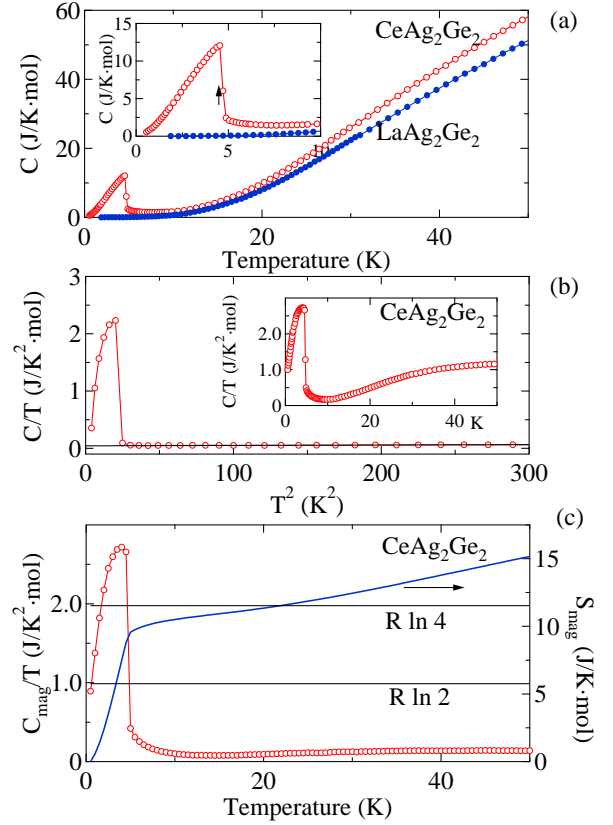 (a)
CeAg2Ge2
LaAg2Ge2
C (J/K·mol)
60
40
20
0
20
40
Temperature (K)
C (J/K·mol)
15
10
5
0
5
10
(b)
C/T (J/K2·mol)
3
2
1
0
100
200
300
T2 (K2)
CeAg2Ge2
C/T (J/K2·mol)
2.0
1.0
0
0
20
40
K
(c)
CeAg2Ge2
R ln 4
R ln 2
Cmag/T (J/K2·mol)
2.0
1.0
0
0
20
40
Temperature (K)
Smag (J/K·mol)
15
10
5
0